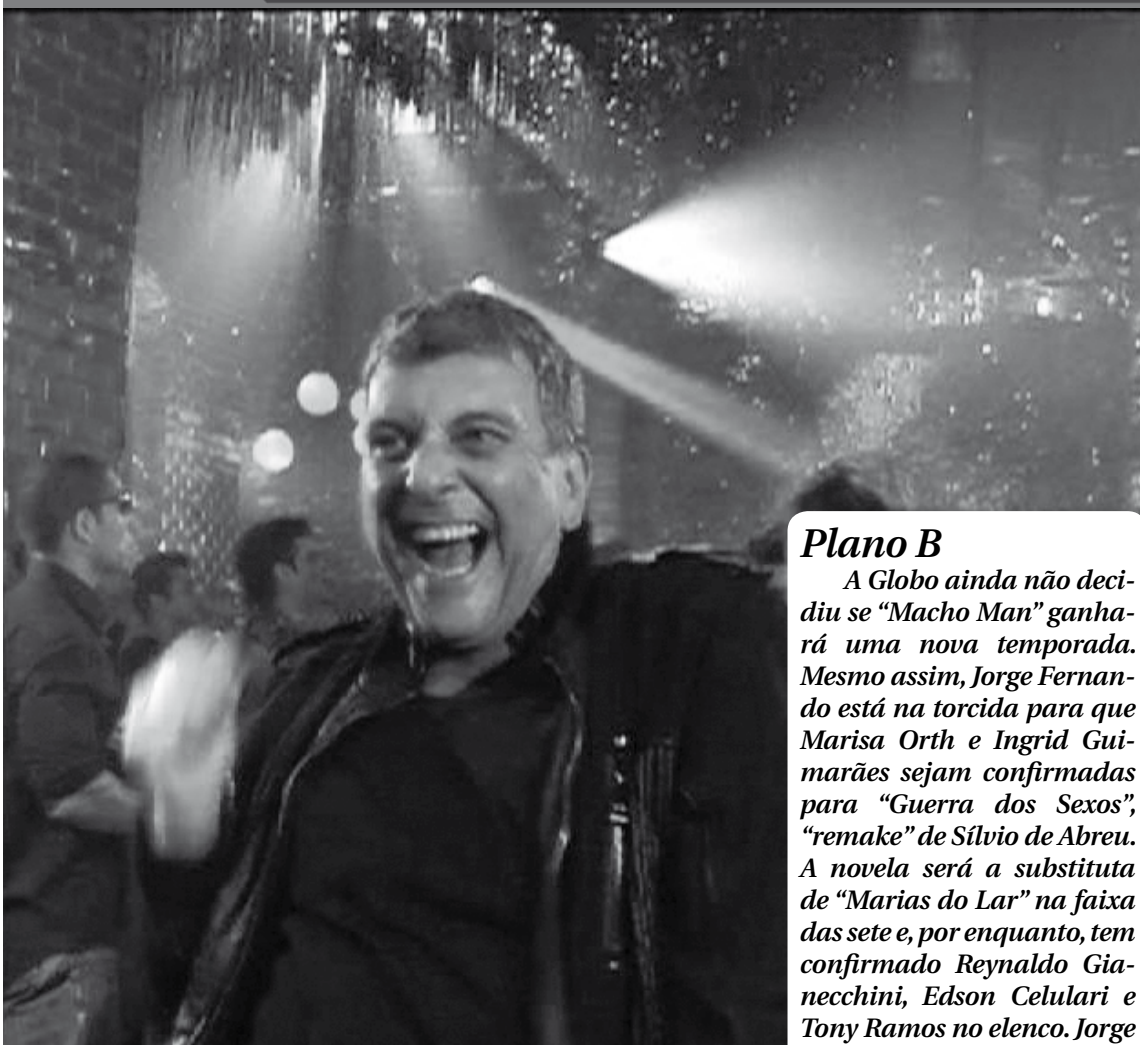 Plano B
A Globo ainda não deci-
diu se “Macho Man” ganha-
rá uma nova temporada.
Mesmo assim, Jorge Fernan-
do está na torcida para que
Marisa Orth e Ingrid Gui-
marães sejam confirmadas
para “Guerra dos Sexos”,
“remake” de Sílvio de Abreu.
A novela será a substituta
de “Marias do Lar” na faixa
das sete e, por enquanto, tem
confirmado Reynaldo Gia-
necchini, Edson Celulari e
Tony Ramos no elenco. Jorge